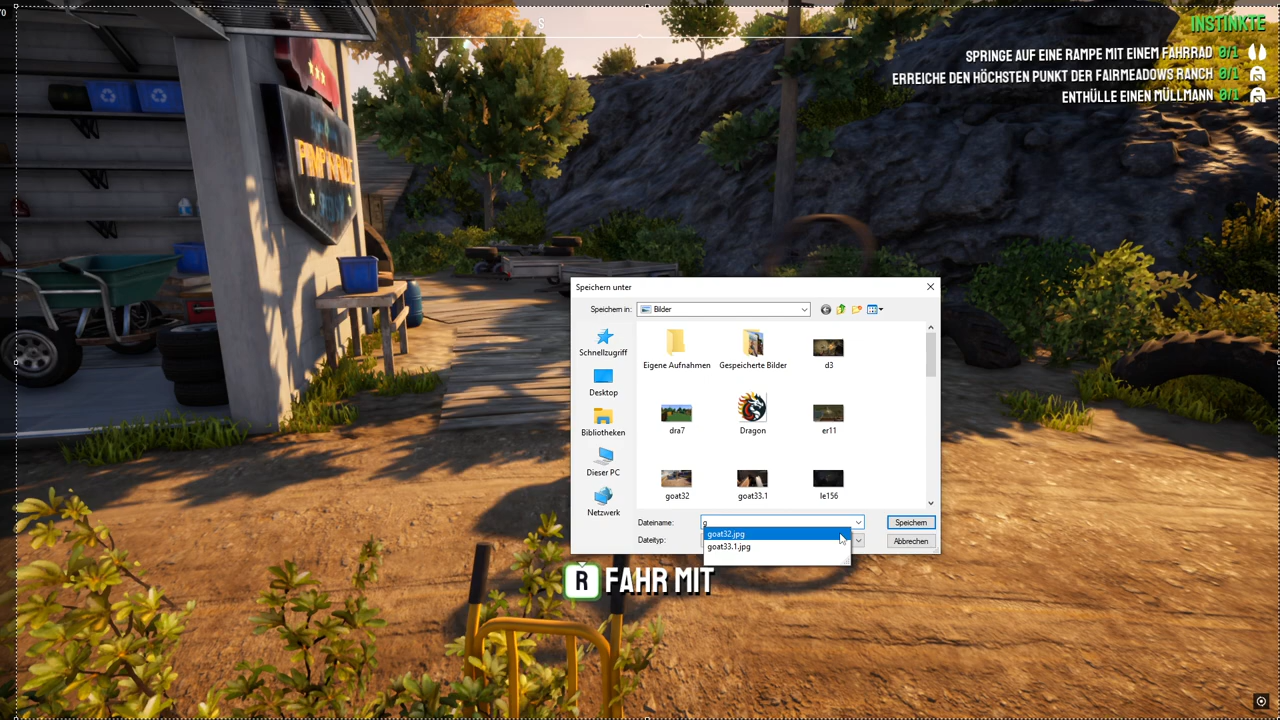 S
W
INSTINKTE
SPRINGE AUF EINE RAMPE MIT EINEM FAHRRAD 0/1
ERREICHE DEN HÖCHSTEN PUNKT DER FAIRMEADOWS RANCH 0/1
ENTHÜLLE EINEN MÜLLMANN 0/1
Speichern unter
Speichern in: Bilder
Schnellzugriff
Desktop
Bibliotheken
Dieser PC
Netzwerk
Eigene Aufnahmen Gespeicherte Bilder d3
dra7 Dragon er11
goat32 goat33.1 le156
Dateiname: g Speichern
goat32.jpg
Dateityp: Abbrechen
goat33.1.jpg
R FAHR MIT